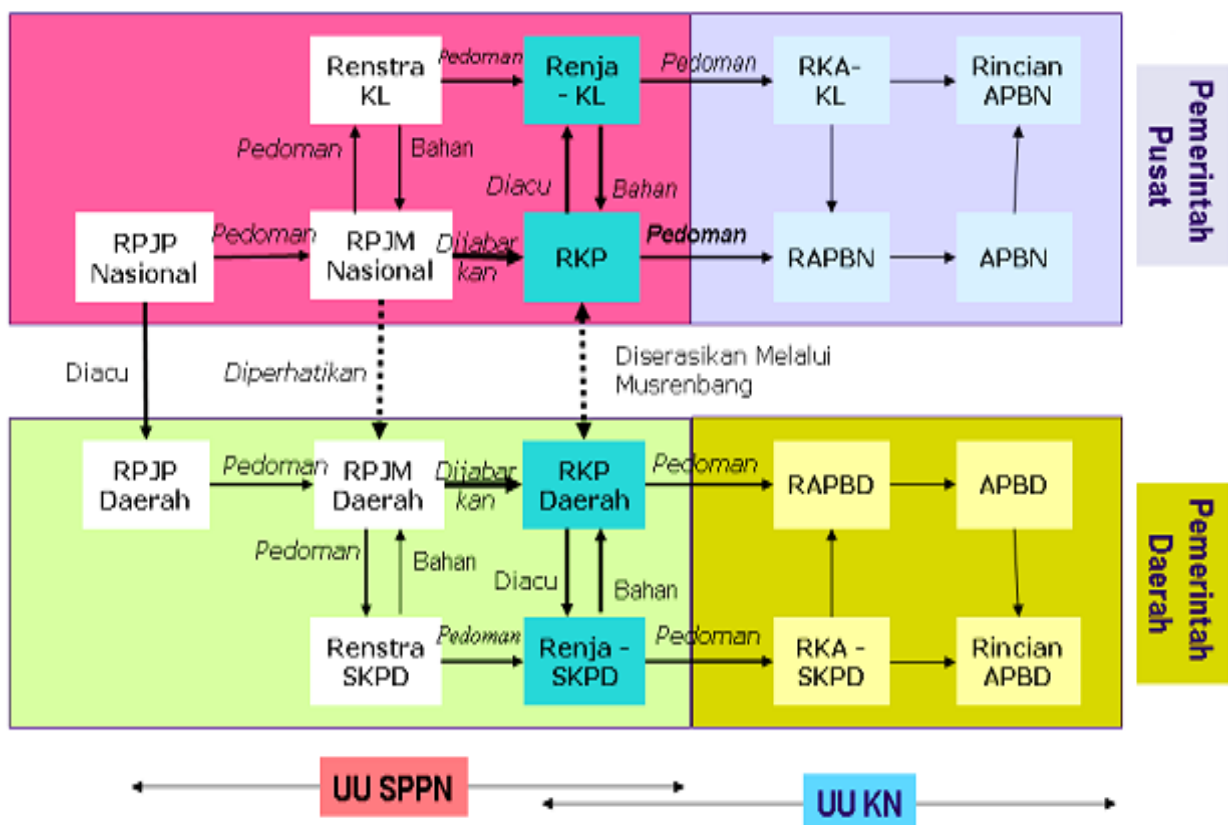 Renstra
KL
Pedoman
Renja
- KL
Pedoman
RKA-
KL
Rincian
APBN
Pemerintah
Pusat
Pedoman
Bahan
Diacu
Bahan
RPJP
Nasional
Pedoman
RPJM
Nasional
Dijabar
kan
RKP
Pedoman
RAPBN
APBN
Diacu
Diperhatikan
Diserasikan Melalui
Musrenbang
RPJP
Daerah
Pedoman
RPJM
Daerah
Dijabar
kan
RKP
Daerah
Pedoman
RAPBD
APBD
Pemerintah
Daerah
Pedoman
Bahan
Diacu
Bahan
Renstra
SKPD
Pedoman
Renja -
SKPD
Pedoman
RKA -
SKPD
Rincian
APBD
UU SPPN
UU KN